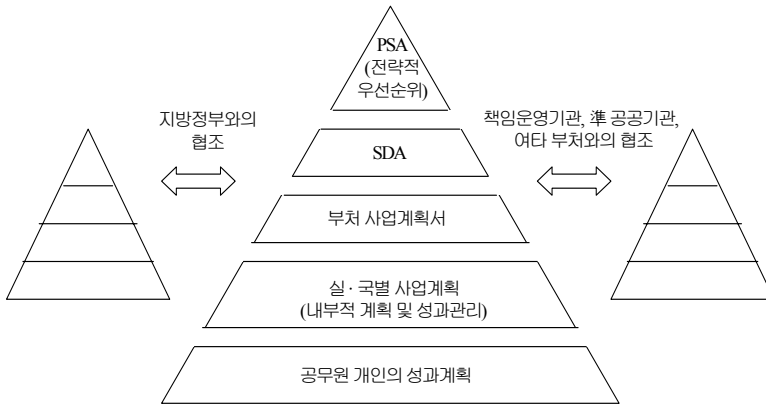 PSA
(전략적
우선순위)
지방정부와의
협조
책임운영기관, 準 공공기관,
여타 부처와의 협조
SDA
부처 사업계획서
실·국별 사업계획
(내부적 계획 및 성과관리)
공무원 개인의 성과계획